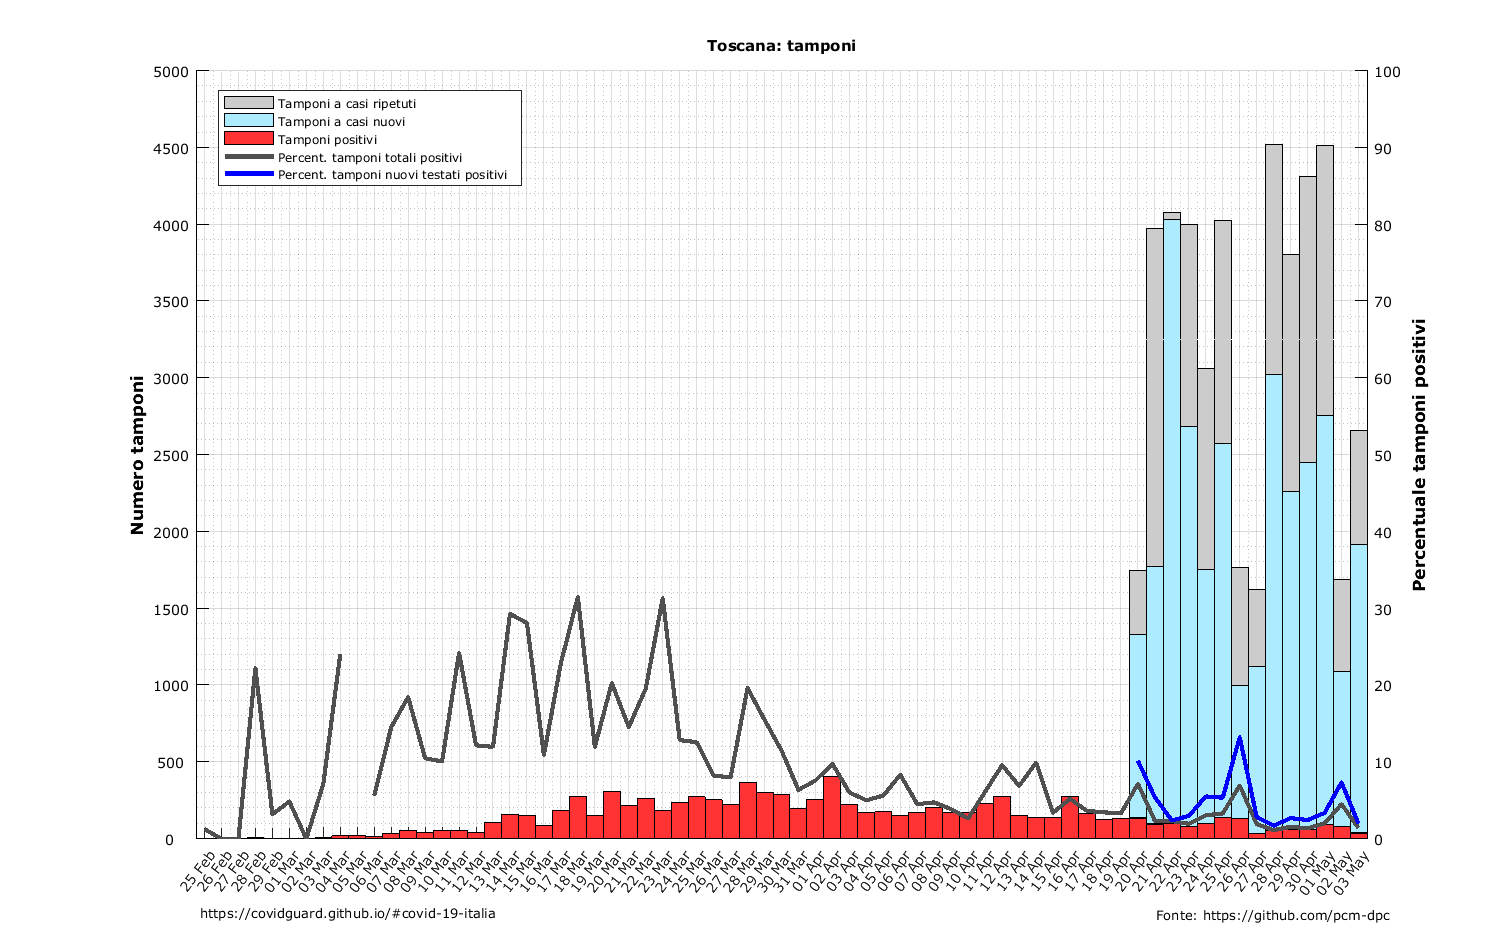 Toscana: tamponi
Tamponi a casi ripetuti
Tamponi a casi nuovi
Tamponi positivi
Percent. tamponi totali positivi
Percent. tamponi nuovi testati positivi
Numero tamponi
5000
4500
4000
3500
3000
2500
2000
1500
1000
500
0
Percentuale tamponi positivi
100
90
80
70
60
50
40
30
20
10
0
25 Feb
26 Feb
27 Feb
28 Feb
29 Feb
01 Mar
02 Mar
03 Mar
04 Mar
05 Mar
06 Mar
07 Mar
08 Mar
09 Mar
10 Mar
11 Mar
12 Mar
13 Mar
14 Mar
15 Mar
16 Mar
17 Mar
18 Mar
19 Mar
20 Mar
21 Mar
22 Mar
23 Mar
24 Mar
25 Mar
26 Mar
27 Mar
28 Mar
29 Mar
30 Mar
31 Mar
01 Apr
02 Apr
03 Apr
04 Apr
05 Apr
06 Apr
07 Apr
08 Apr
09 Apr
10 Apr
11 Apr
12 Apr
13 Apr
14 Apr
15 Apr
16 Apr
17 Apr
18 Apr
19 Apr
20 Apr
21 Apr
22 Apr
23 Apr
24 Apr
25 Apr
26 Apr
27 Apr
28 Apr
29 Apr
30 Apr
01 May
02 May
03 May
https://covidguard.github.io/#covid-19-italia
Fonte: https://github.com/pcm-dpc